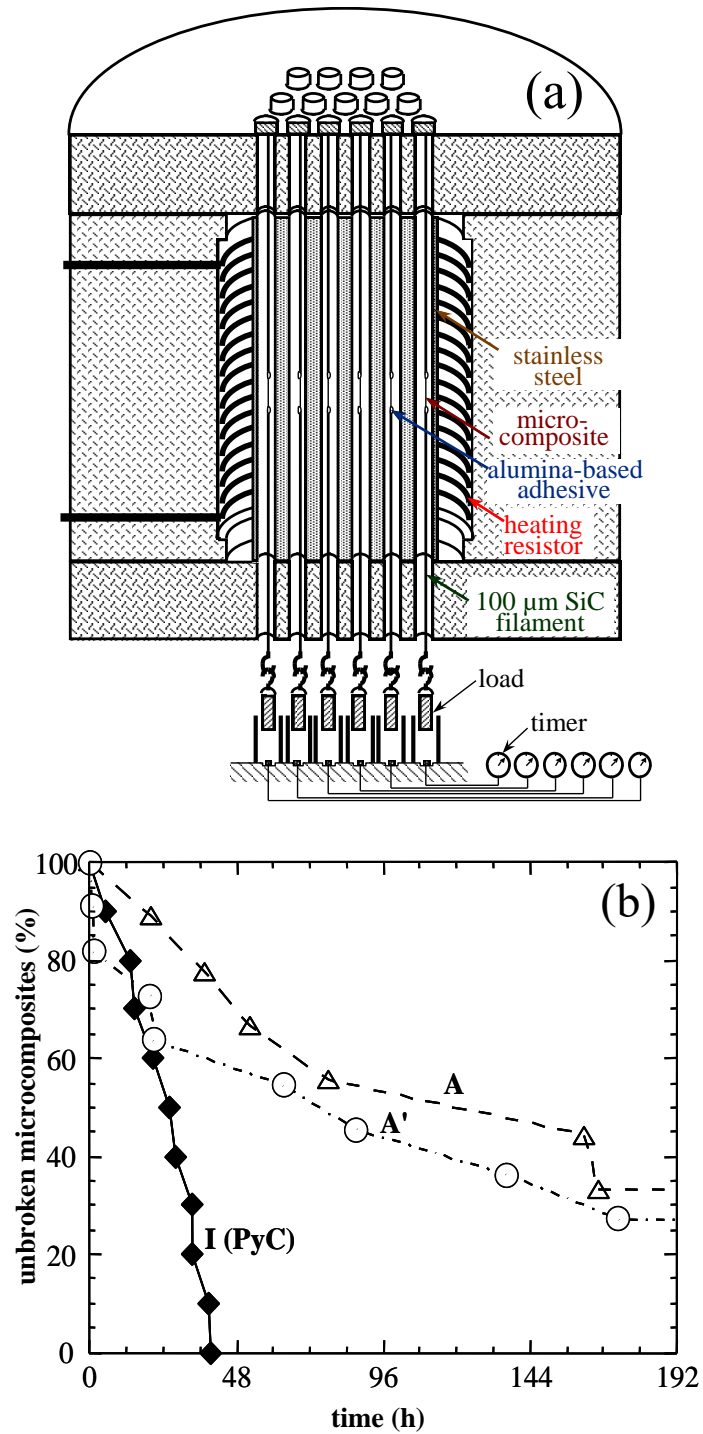 (a)
stainless
steel
micro-
composite
alumina-based
adhesive
heating
resistor
100 µm SiC
filament
load
timer
(b)
unbroken microcomposites (%)
100
80
60
40
20
0
A
A'
I (PyC)
0 48 96 144 192
time (h)